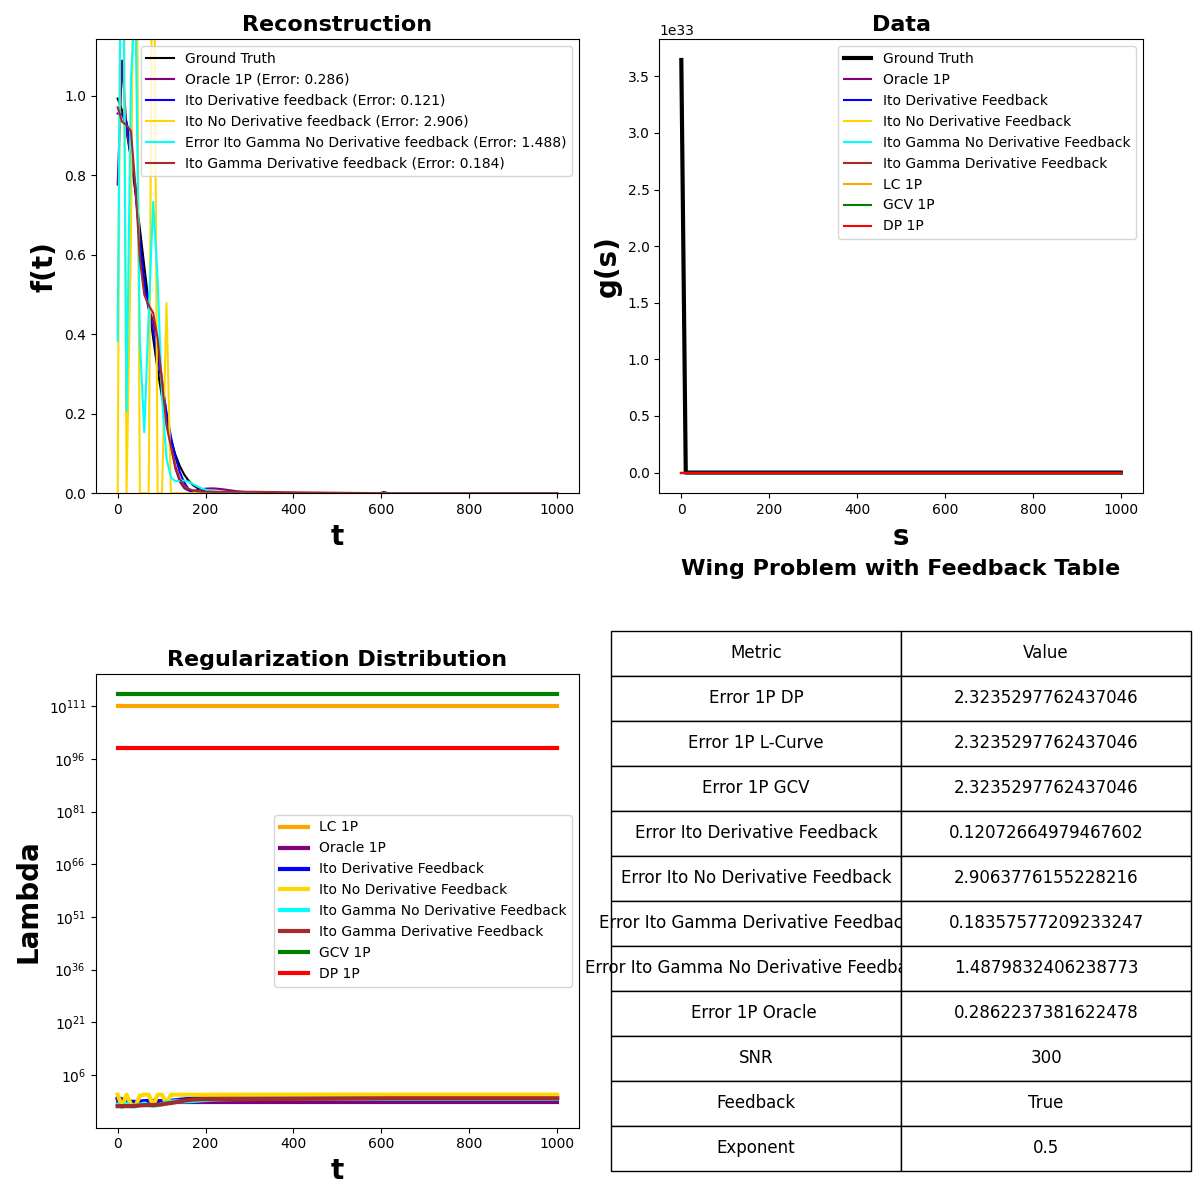 Reconstruction
f(t)
1.0
0.8
0.6
0.4
0.2
0.0
Ground Truth
Oracle 1P (Error: 0.286)
Ito Derivative feedback (Error: 0.121)
Ito No Derivative feedback (Error: 2.906)
Error Ito Gamma No Derivative feedback (Error: 1.488)
Ito Gamma Derivative feedback (Error: 0.184)
0 200 400 600 800 1000
t
Data
1e33
g(s)
3.5
3.0
2.5
2.0
1.5
1.0
0.5
0.0
Ground Truth
Oracle 1P
Ito Derivative Feedback
Ito No Derivative Feedback
Ito Gamma No Derivative Feedback
Ito Gamma Derivative Feedback
LC 1P
GCV 1P
DP 1P
0 200 400 600 800 1000
s
Regularization Distribution
Lambda
10^111
10^96
10^81
10^66
10^51
10^36
10^21
10^6
LC 1P
Oracle 1P
Ito Derivative Feedback
Ito No Derivative Feedback
Ito Gamma No Derivative Feedback
Ito Gamma Derivative Feedback
GCV 1P
DP 1P
0 200 400 600 800 1000
t
Wing Problem with Feedback Table
Metric Value
Error 1P DP 2.3235297762437046
Error 1P L-Curve 2.3235297762437046
Error 1P GCV 2.3235297762437046
Error Ito Derivative Feedback 0.12072664979467602
Error Ito No Derivative Feedback 2.9063776155228216
Error Ito Gamma Derivative Feedbac 0.18357577209233247
Error Ito Gamma No Derivative Feedba 1.4879832406238773
Error 1P Oracle 0.2862237381622478
SNR 300
Feedback True
Exponent 0.5